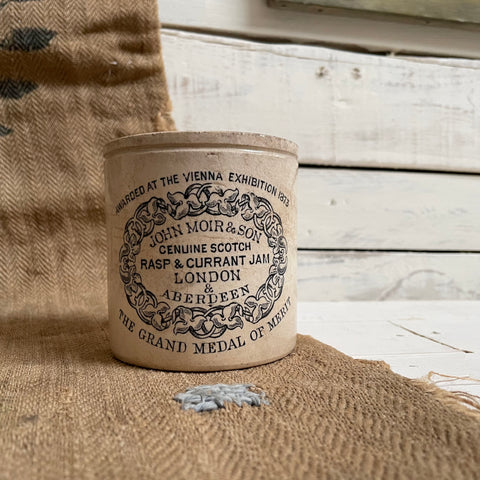 AWARDED AT THE VIENNA EXHIBITION 1873
JOHN MOIR & SON
GENUINE SCOTCH
RASP & CURRANT JAM
LONDON
&
ABERDEEN
THE GRAND MEDAL OF MERIT